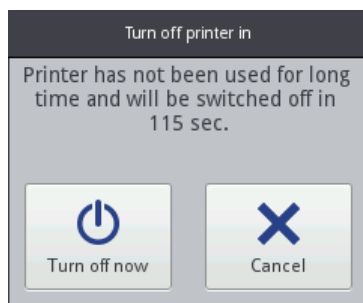 Turn off printer in
Printer has not been used for long
time and will be switched off in
115 sec.
Turn off now
Cancel